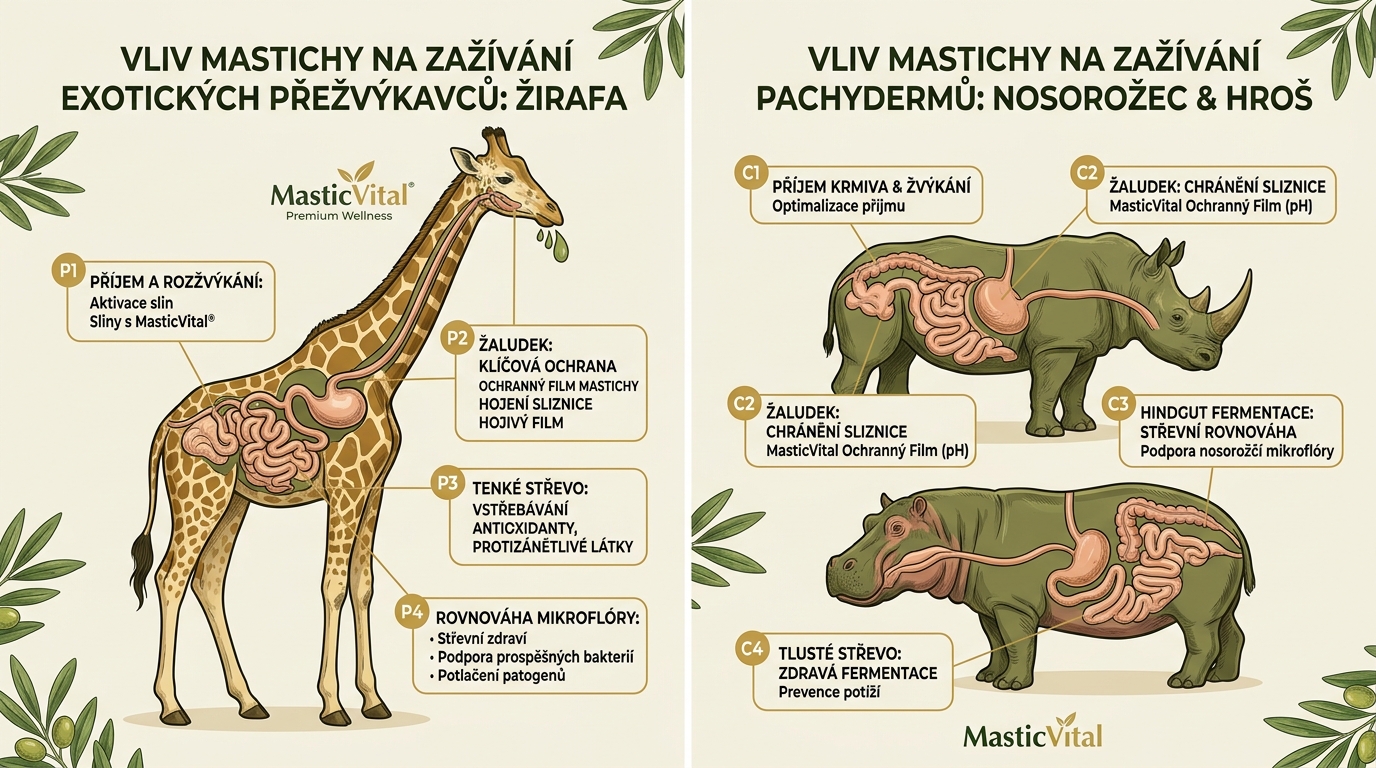 VLIV MASTICHY NA ZAŽÍVÁNÍ
EXOTICKÝCH PŘEŽVÝKAVCŮ: ŽIRAFA
MasticVital®
Premium Wellness
P1
PŘÍJEM A ROZŽVÝKÁNÍ:
Aktivace slin
Sliny s MasticVital®
P2
ŽALUDEK:
KLÍČOVÁ OCHRANA
OCHRANNÝ FILM MASTICHY
HOJENÍ SLIZNICE
HOJIVÝ FILM
P3
TENKÉ STŘEVO:
VSTŘEBÁVÁNÍ
ANTICXIDANTY,
PROTIZÁNĚTLIVÉ LÁTKY
P4
ROVNOVÁHA MIKROFLÓRY:
• Střevní zdraví
• Podpora prospěšných bakterií
• Potlačení patogenů
VLIV MASTICHY NA ZAŽÍVÁNÍ
PACHYDERMŮ: NOSOROŽEC & HROŠ
C1
PŘÍJEM KRMIVA & ŽVÝKÁNÍ
Optimalizace přijmu
C2
ŽALUDEK: CHRÁNĚNÍ SLIZNICE
MasticVital Ochranný Film (pH)
C2
ŽALUDEK:
CHRÁNĚNÍ SLIZNICE
MasticVital Ochranný Film (pH)
C3
HINDGUT FERMENTACE:
STŘEVNÍ ROVNOVÁHA
Podpora nosorožčí mikroflóry
C4
TLUSTÉ STŘEVO:
ZDRAVÁ FERMENTACE
Prevence potiží
MasticVital